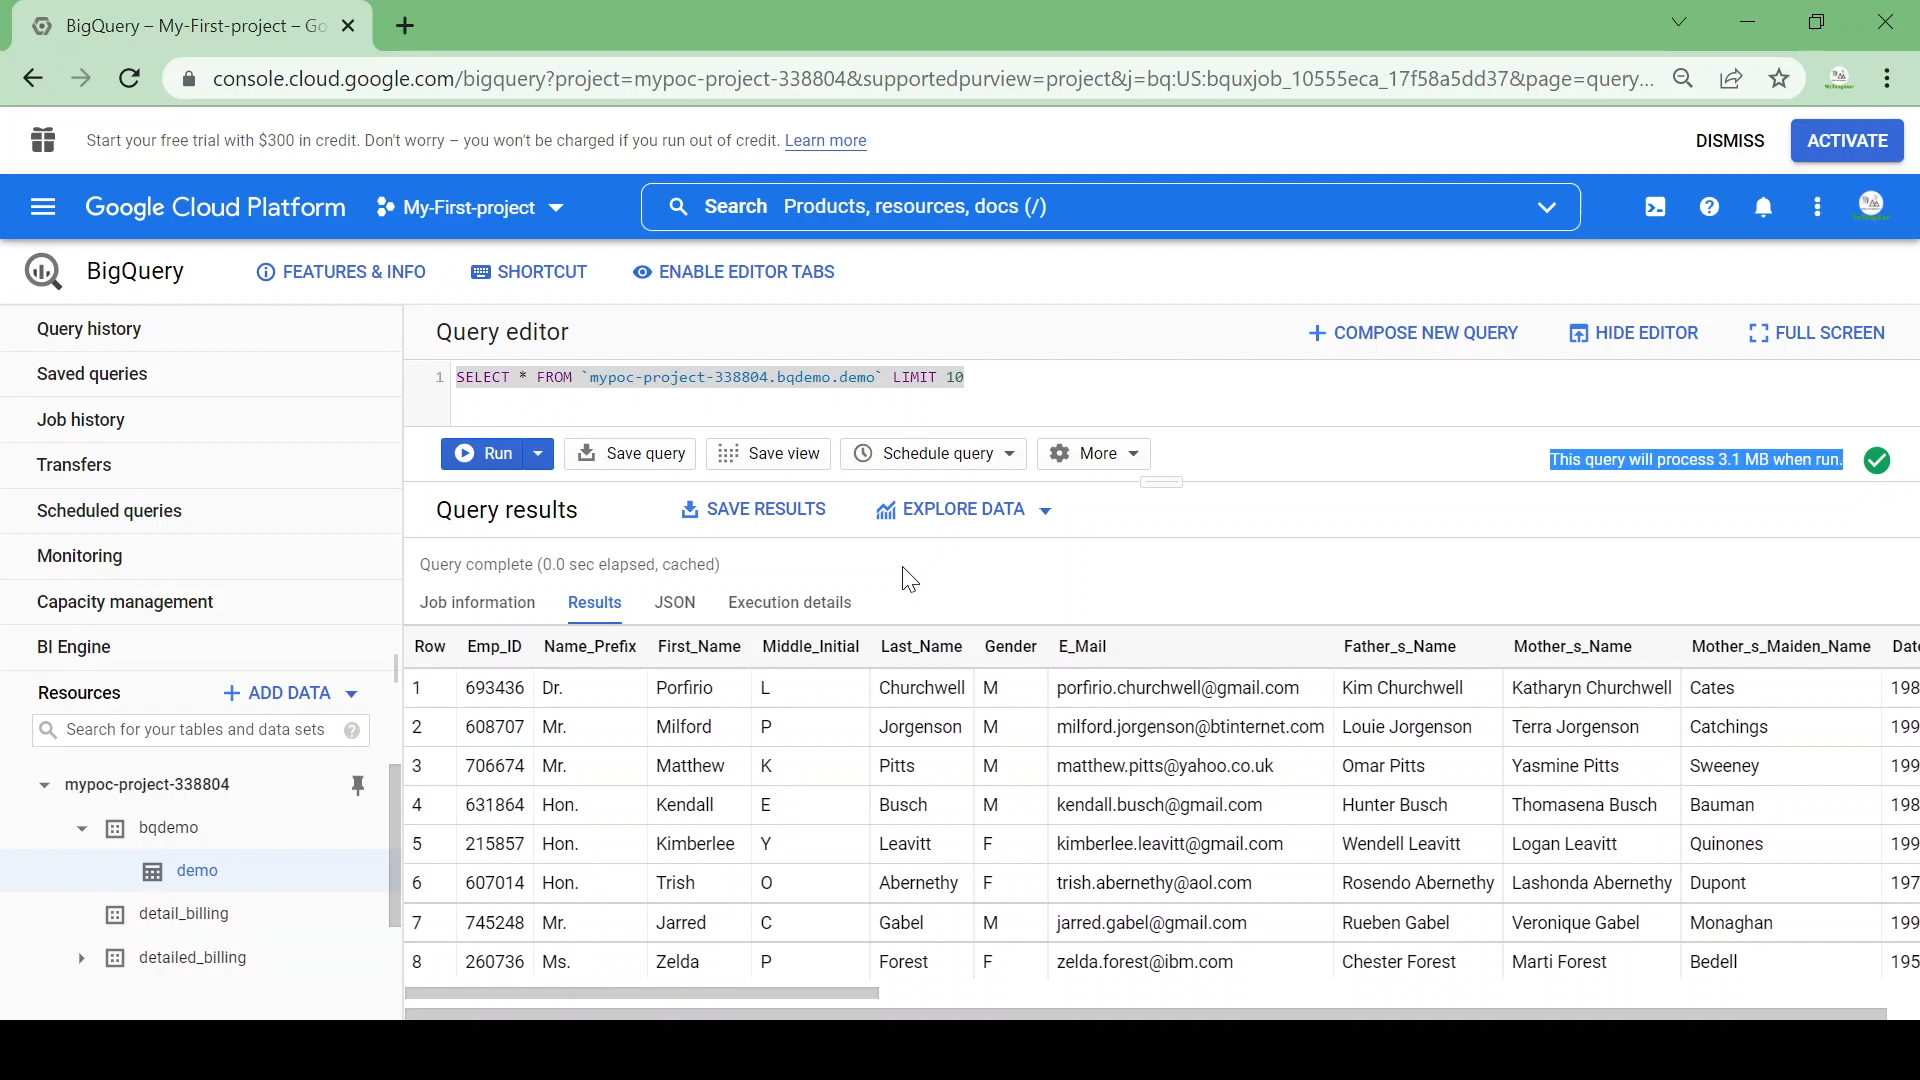 BigQuery – My-First-project – Go
console.cloud.google.com/bigquery?project=mypoc-project-338804&supportedpurview=project&j=bq:US:bquxjob_10555eca_17f58a5dd37&page=query...
Start your free trial with $300 in credit. Don't worry – you won't be charged if you run out of credit. Learn more
DISMISS
ACTIVATE
Google Cloud Platform
My-First-project
Search Products, resources, docs (/)
BigQuery
FEATURES & INFO
SHORTCUT
ENABLE EDITOR TABS
Query history
Saved queries
Job history
Transfers
Scheduled queries
Monitoring
Capacity management
BI Engine
Resources
ADD DATA
Search for your tables and data sets
mypoc-project-338804
bqdemo
demo
detail_billing
detailed_billing
Query editor
COMPOSE NEW QUERY
HIDE EDITOR
FULL SCREEN
1 SELECT * FROM `mypoc-project-338804.bqdemo.demo` LIMIT 10
Run
Save query
Save view
Schedule query
More
This query will process 3.1 MB when run.
Query results
SAVE RESULTS
EXPLORE DATA
Query complete (0.0 sec elapsed, cached)
Job information Results JSON Execution details
Row Emp_ID Name_Prefix First_Name Middle_Initial Last_Name Gender E_Mail Father_s_Name Mother_s_Name Mother_s_Maiden_Name Date
1 693436 Dr. Porfirio L Churchwell M porfirio.churchwell@gmail.com Kim Churchwell Katharyn Churchwell Cates 198
2 608707 Mr. Milford P Jorgenson M milford.jorgenson@btinternet.com Louie Jorgenson Terra Jorgenson Catchings 199
3 706674 Mr. Matthew K Pitts M matthew.pitts@yahoo.co.uk Omar Pitts Yasmine Pitts Sweeney 199
4 631864 Hon. Kendall E Busch M kendall.busch@gmail.com Hunter Busch Thomasena Busch Bauman 198
5 215857 Hon. Kimberlee Y Leavitt F kimberlee.leavitt@gmail.com Wendell Leavitt Logan Leavitt Quinones 199
6 607014 Hon. Trish O Abernethy F trish.abernethy@aol.com Rosendo Abernethy Lashonda Abernethy Dupont 197
7 745248 Mr. Jarred C Gabel M jarred.gabel@gmail.com Rueben Gabel Veronique Gabel Monaghan 199
8 260736 Ms. Zelda P Forest F zelda.forest@ibm.com Chester Forest Marti Forest Bedell 195